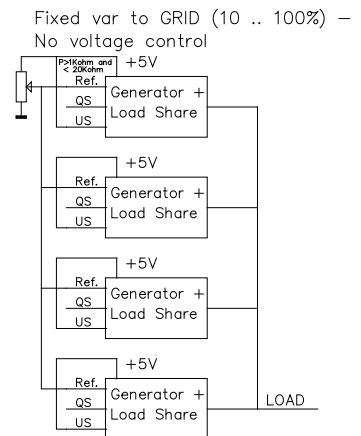 Fixed var to GRID (10 .. 100%) –
No voltage control
P>1Kohm and
< 20Kohm
+5V
Ref.
QS
US
Generator +
Load Share
+5V
Ref.
QS
US
Generator +
Load Share
+5V
Ref.
QS
US
Generator +
Load Share
+5V
Ref.
QS
US
Generator +
Load Share
LOAD